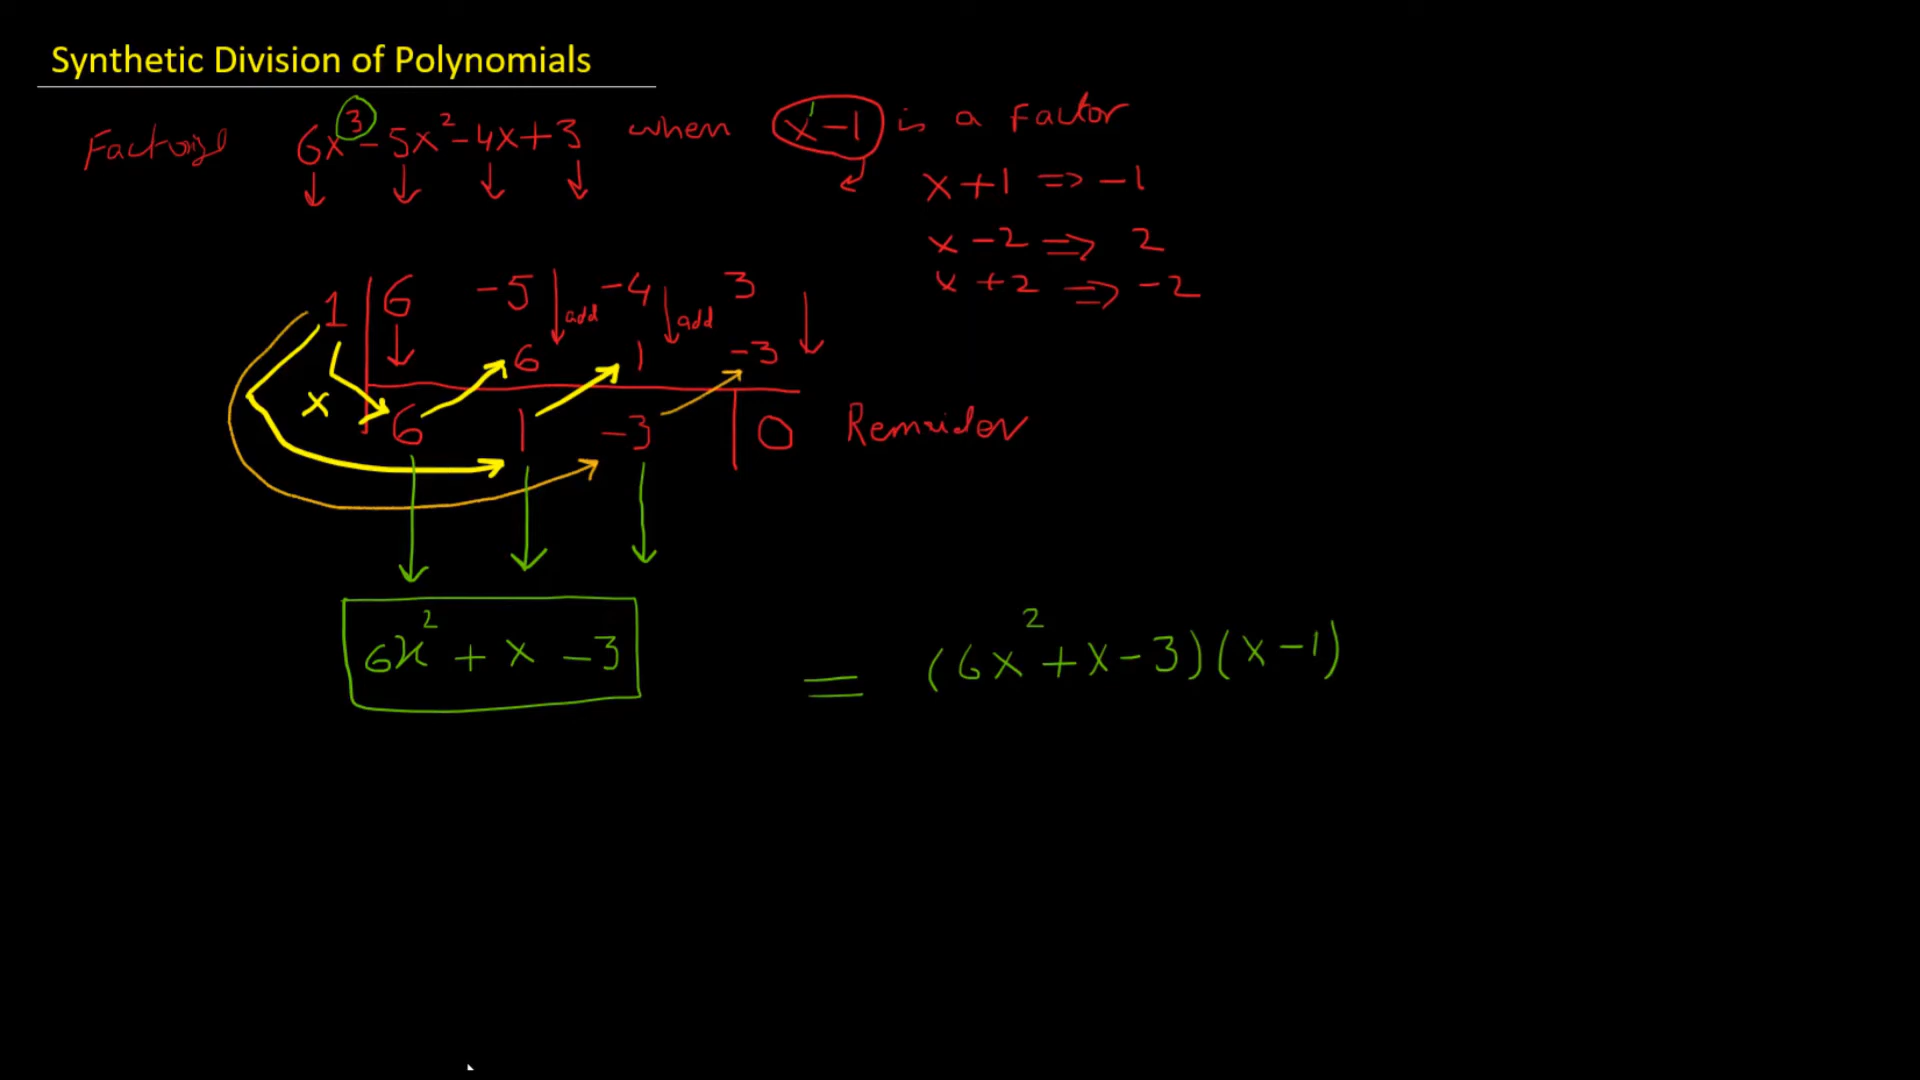 Synthetic Division of Polynomials
Factorize 6x³ - 5x² - 4x + 3 when x¹ - 1 is a factor
x + 1 => -1
x - 2 => 2
x + 2 => -2
1 | 6 -5 add -4 add 3
6 1 -3
x 6 1 -3 | 0 Remainder
6x² + x - 3 = (6x² + x - 3)(x - 1)